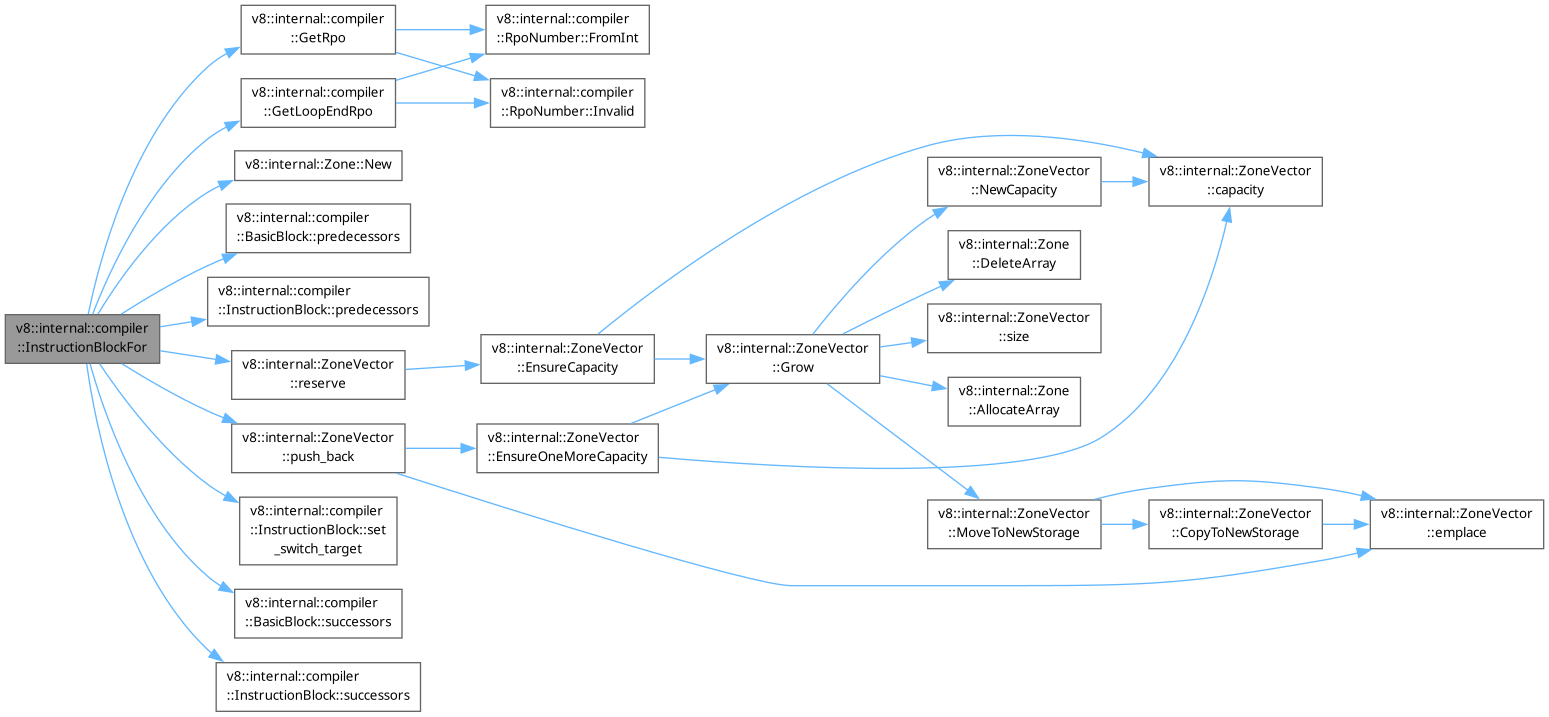 v8::internal::compiler
::InstructionBlockFor
v8::internal::compiler
::GetRpo
v8::internal::compiler
::GetLoopEndRpo
v8::internal::Zone::New
v8::internal::compiler
::BasicBlock::predecessors
v8::internal::compiler
::InstructionBlock::predecessors
v8::internal::ZoneVector
::reserve
v8::internal::ZoneVector
::push_back
v8::internal::compiler
::InstructionBlock::set
_switch_target
v8::internal::compiler
::BasicBlock::successors
v8::internal::compiler
::InstructionBlock::successors
v8::internal::compiler
::RpoNumber::FromInt
v8::internal::compiler
::RpoNumber::Invalid
v8::internal::ZoneVector
::EnsureCapacity
v8::internal::ZoneVector
::EnsureOneMoreCapacity
v8::internal::ZoneVector
::Grow
v8::internal::ZoneVector
::NewCapacity
v8::internal::Zone
::DeleteArray
v8::internal::ZoneVector
::size
v8::internal::Zone
::AllocateArray
v8::internal::ZoneVector
::MoveToNewStorage
v8::internal::ZoneVector
::capacity
v8::internal::ZoneVector
::CopyToNewStorage
v8::internal::ZoneVector
::emplace